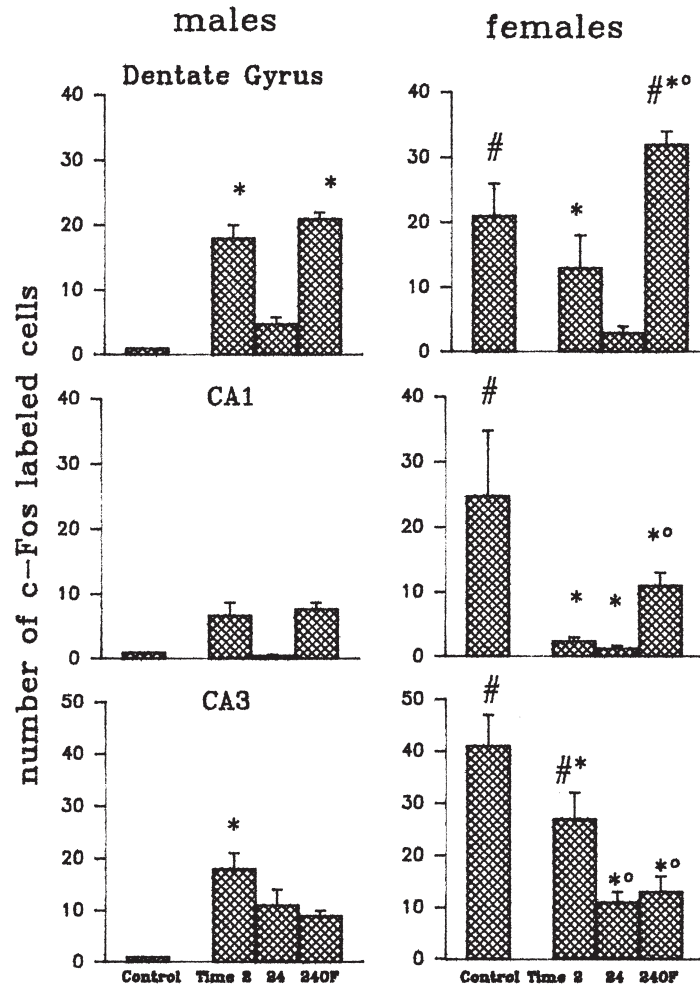 males females
Dentate Gyrus
40 40
#*o
#
30 30
* *
*
20 20
10 10
0 0
number of c-Fos labeled cells
CA1
40 40
#
30 30
20 20
*o
10 10
* *
0 0
CA3
50 50
#
40 40
#*
30 30
*
20 20
*o *o
10 10
0 0
Control Time 2 24 240F Control Time 2 24 240F